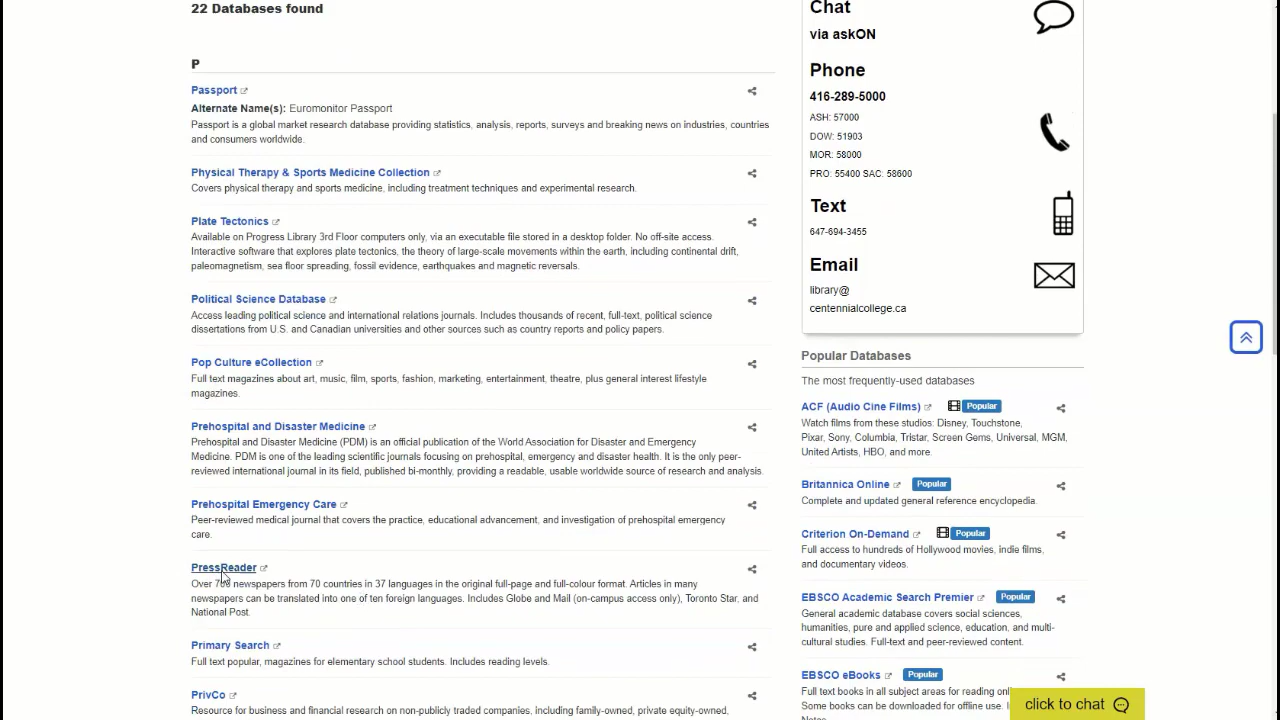 22 Databases found
P
Passport
Alternate Name(s): Euromonitor Passport
Passport is a global market research database providing statistics, analysis, reports, surveys and breaking news on industries, countries
and consumers worldwide.
Physical Therapy & Sports Medicine Collection
Covers physical therapy and sports medicine, including treatment techniques and experimental research.
Plate Tectonics
Available on Progress Library 3rd Floor computers only, via an executable file stored in a desktop folder. No off-site access.
Interactive software that explores plate tectonics, the theory of large-scale movements within the earth, including continental drift,
paleomagnetism, sea floor spreading, fossil evidence, earthquakes and magnetic reversals.
Political Science Database
Access leading political science and international relations journals. Includes thousands of recent, full-text, political science
dissertations from U.S. and Canadian universities and other sources such as country reports and policy papers.
Pop Culture eCollection
Full text magazines about art, music, film, sports, fashion, marketing, entertainment, theatre, plus general interest lifestyle
magazines.
Prehospital and Disaster Medicine
Prehospital and Disaster Medicine (PDM) is an official publication of the World Association for Disaster and Emergency
Medicine. PDM is one of the leading scientific journals focusing on prehospital, emergency and disaster health. It is the only peer-
reviewed international journal in its field, published bi-monthly, providing a readable, usable worldwide source of research and analysis.
Prehospital Emergency Care
Peer-reviewed medical journal that covers the practice, educational advancement, and investigation of prehospital emergency
care.
PressReader
Over newspapers from 70 countries in 37 languages in the original full-page and full-colour format. Articles in many
newspapers can be translated into one of ten foreign languages. Includes Globe and Mail (on-campus access only), Toronto Star, and
National Post.
Primary Search
Full text popular, magazines for elementary school students. Includes reading levels.
PrivCo
Resource for business and financial research on non-publicly traded companies, including family-owned, private equity-owned,
Chat
via askON
Phone
416-289-5000
ASH: 57000
DOW: 51903
MOR: 58000
PRO: 55400 SAC: 58600
Text
647-694-3455
Email
library@
centennialcollege.ca
Popular Databases
The most frequently-used databases
ACF (Audio Cine Films) Popular
Watch films from these studios: Disney, Touchstone,
Pixar, Sony, Columbia, Tristar, Screen Gems, Universal, MGM,
United Artists, HBO, and more.
Britannica Online Popular
Complete and updated general reference encyclopedia.
Criterion On-Demand Popular
Full access to hundreds of Hollywood movies, indie films,
and documentary videos.
EBSCO Academic Search Premier Popular
General academic database covers social sciences,
humanities, pure and applied science, education, and multi-
cultural studies. Full-text and peer-reviewed content.
EBSCO eBooks Popular
Full text books in all subject areas for reading
Some books can be downloaded for offline use.
click to chat